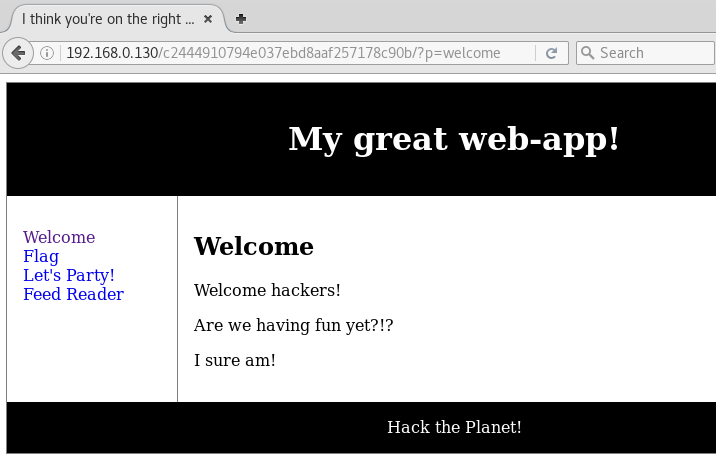 I think you're on the right ...
192.168.0.130/c2444910794e037ebd8aaf257178c90b/?p=welcome
Search
My great web-app!
Welcome
Flag
Let's Party!
Feed Reader
Welcome
Welcome hackers!
Are we having fun yet?!?
I sure am!
Hack the Planet!